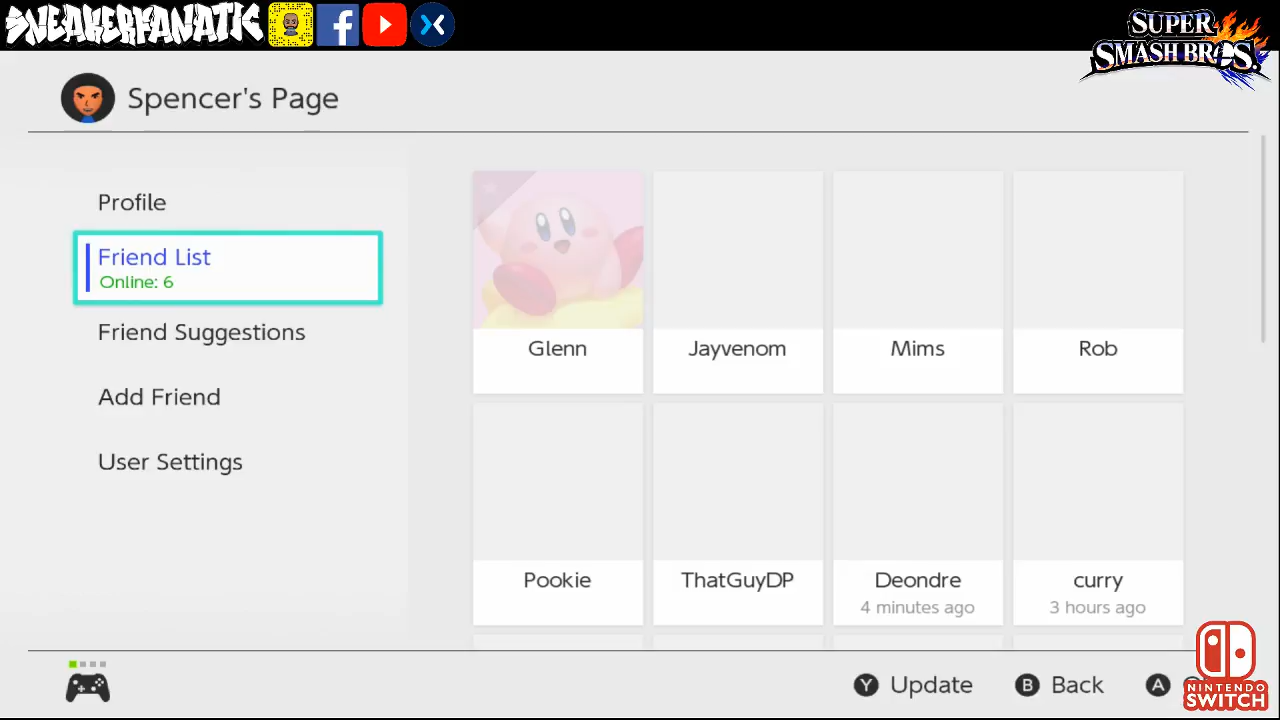 SNEAKERFANATIC
SUPER
SMASH BROS.
Spencer's Page
Profile
Friend List
Online: 6
Friend Suggestions
Add Friend
User Settings
Glenn
Jayvenom
Mims
Rob
Pookie
ThatGuyDP
Deondre
4 minutes ago
curry
3 hours ago
Y Update
B Back
A
NINTENDO
SWITCH